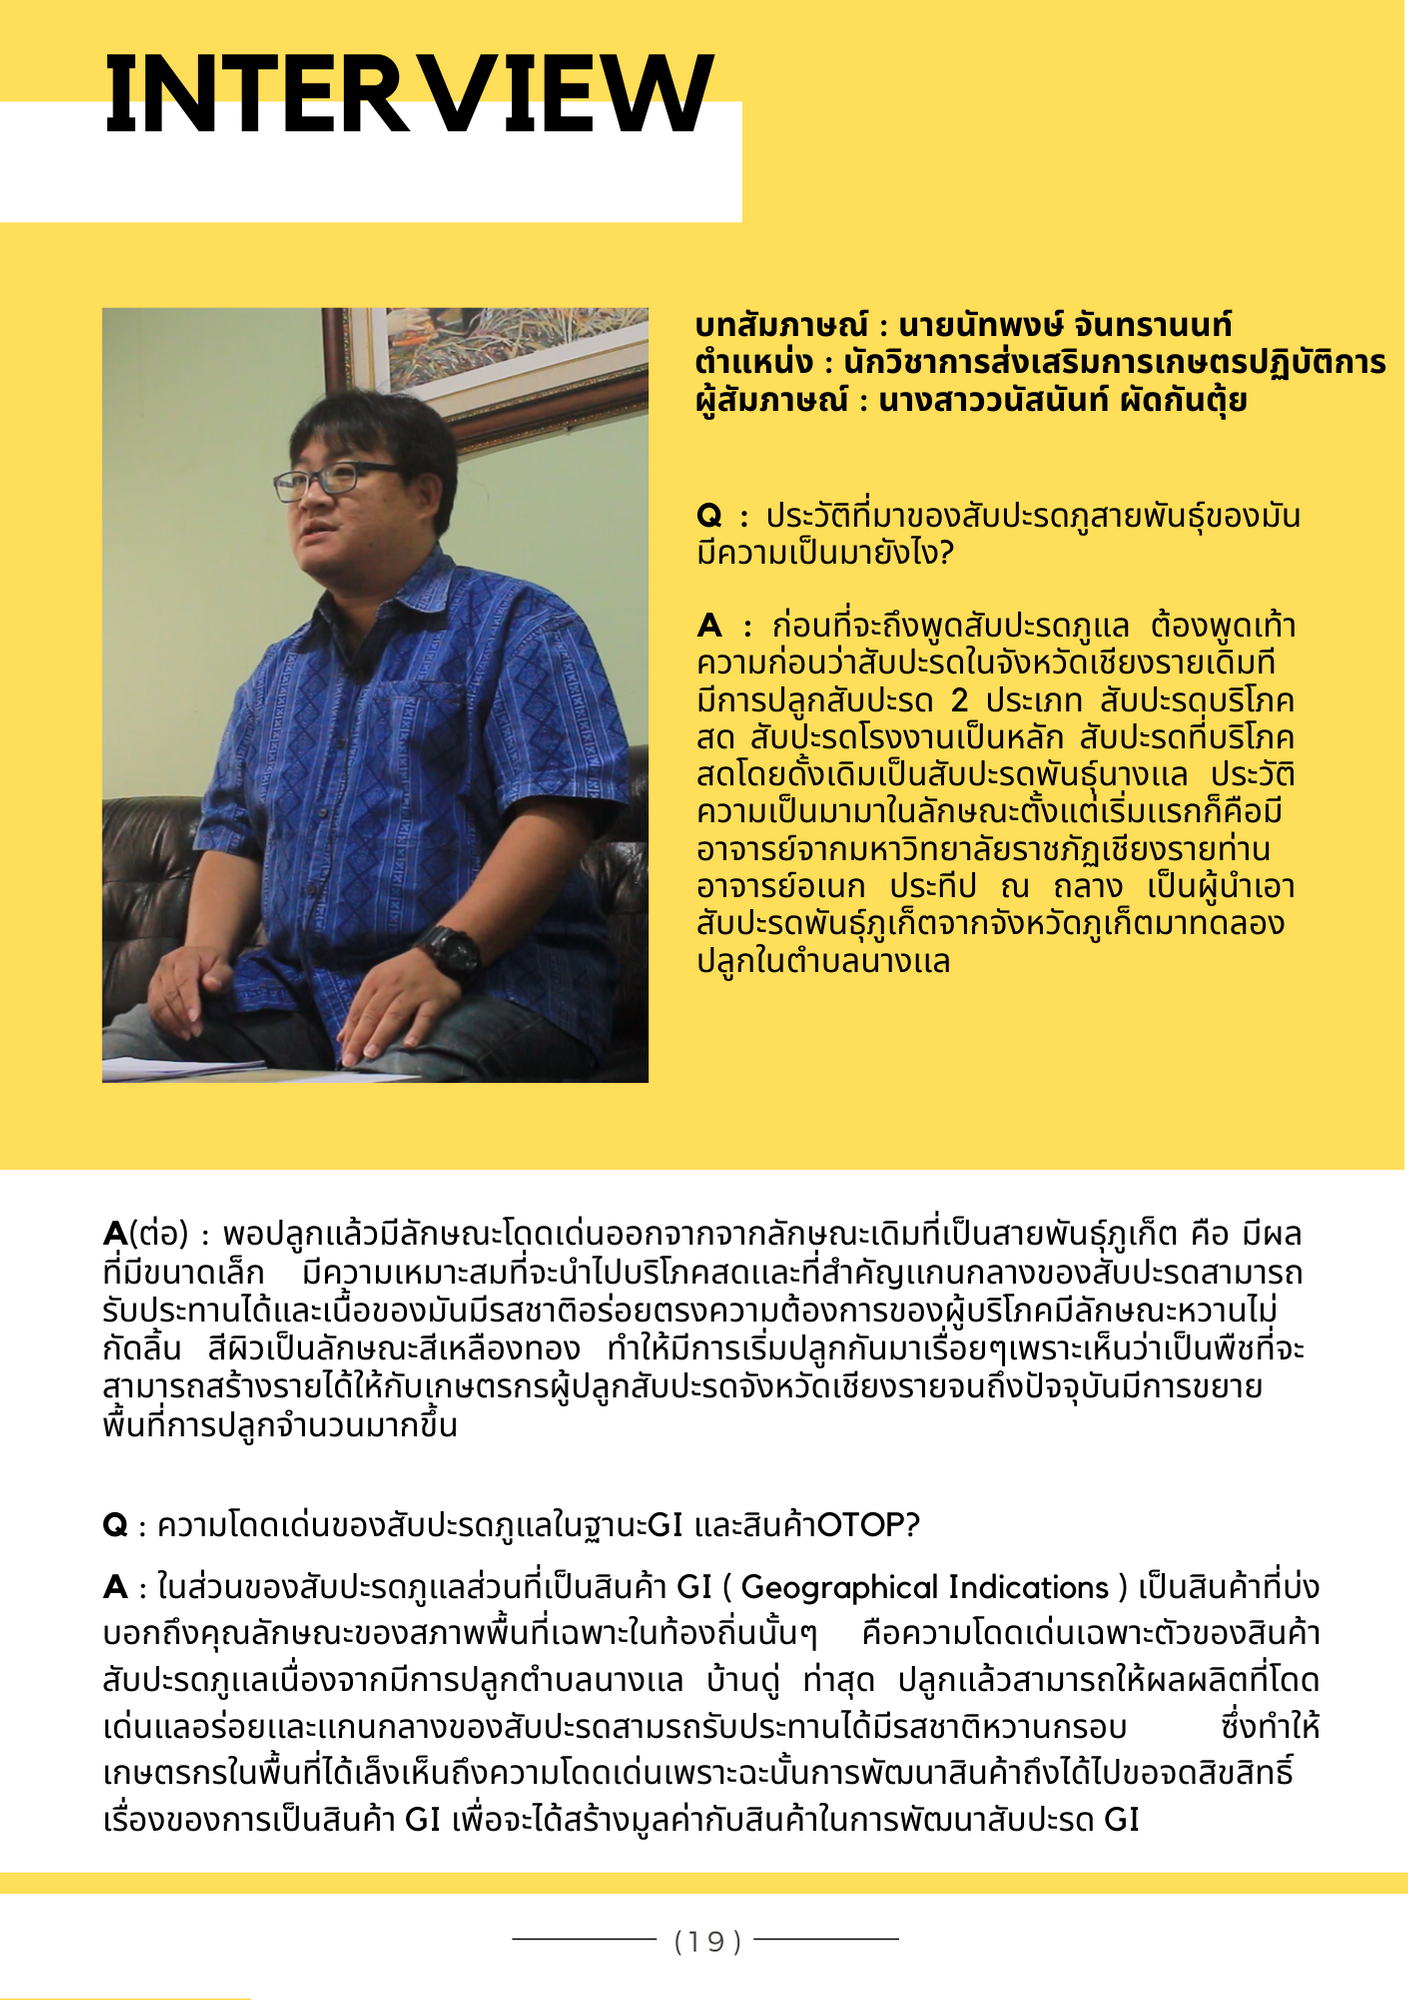 INTERVIEW
บทสัมภาษณ์ : นายนัทพงษ์ จันทรานนท์
ตำแหน่ง : นักวิชาการส่งเสริมการเกษตรปฏิบัติการ
ผู้สัมภาษณ์ : นางสาววนัสนันท์ ผัดกันตุ้ย
Q : ประวัติที่มาของสับปะรดภูสายพันธุ์ของมัน
มีความเป็นมายังไง?
A : ก่อนที่จะถึงพูดสับปะรดภูแล ต้องพูดเท้า
ความก่อนว่าสับปะรดในจังหวัดเชียงรายเดิมที
มีการปลูกสับปะรด 2 ประเภท สับปะรดบริโภค
สด สับปะรดโรงงานเป็นหลัก สับปะรดที่บริโภค
สดโดยดั้งเดิมเป็นสับปะรดพันธุ์นางแล ประวัติ
ความเป็นมามาในลักษณะตั้งแต่เริ่มแรกก็คือมี
อาจารย์จากมหาวิทยาลัยราชภัฏเชียงรายท่าน
อาจารย์อเนก ประทีป ณ ถลาง เป็นผู้นำเอา
สับปะรดพันธุ์ภูเก็ตจากจังหวัดภูเก็ตมาทดลอง
ปลูกในตำบลนางแล
A(ต่อ) : พอปลูกแล้วมีลักษณะโดดเด่นออกจากจากลักษณะเดิมที่เป็นสายพันธุ์ภูเก็ต คือ มีผล
ที่มีขนาดเล็ก มีความเหมาะสมที่จะนำไปบริโภคสดและที่สำคัญแกนกลางของสับปะรดสามารถ
รับประทานได้และเนื้อของมันมีรสชาติอร่อยตรงความต้องการของผู้บริโภคมีลักษณะหวานไม่
กัดลิ้น สีผิวเป็นลักษณะสีเหลืองทอง ทำให้มีการเริ่มปลูกกันมาเรื่อยๆเพราะเห็นว่าเป็นพืชที่จะ
สามารถสร้างรายได้ให้กับเกษตรกรผู้ปลูกสับปะรดจังหวัดเชียงรายจนถึงปัจจุบันมีการขยาย
พื้นที่การปลูกจำนวนมากขึ้น
Q : ความโดดเด่นของสับปะรดภูแลในฐานะGI และสินค้าOTOP?
A : ในส่วนของสับปะรดภูแลส่วนที่เป็นสินค้า GI ( Geographical Indications ) เป็นสินค้าที่บ่ง
บอกถึงคุณลักษณะของสภาพพื้นที่เฉพาะในท้องถิ่นนั้นๆ คือความโดดเด่นเฉพาะตัวของสินค้า
สับปะรดภูแลเนื่องจากมีการปลูกตำบลนางแล บ้านดู่ ท่าสุด ปลูกแล้วสามารถให้ผลผลิตที่โดด
เด่นแลอร่อยและแกนกลางของสับปะรดสามรถรับประทานได้มีรสชาติหวานกรอบ ซึ่งทำให้
เกษตรกรในพื้นที่ได้เล็งเห็นถึงความโดดเด่นเพราะฉะนั้นการพัฒนาสินค้าถึงได้ไปขอจดสิขสิทธิ์
เรื่องของการเป็นสินค้า GI เพื่อจะได้สร้างมูลค่ากับสินค้าในการพัฒนาสับปะรด GI
(19)